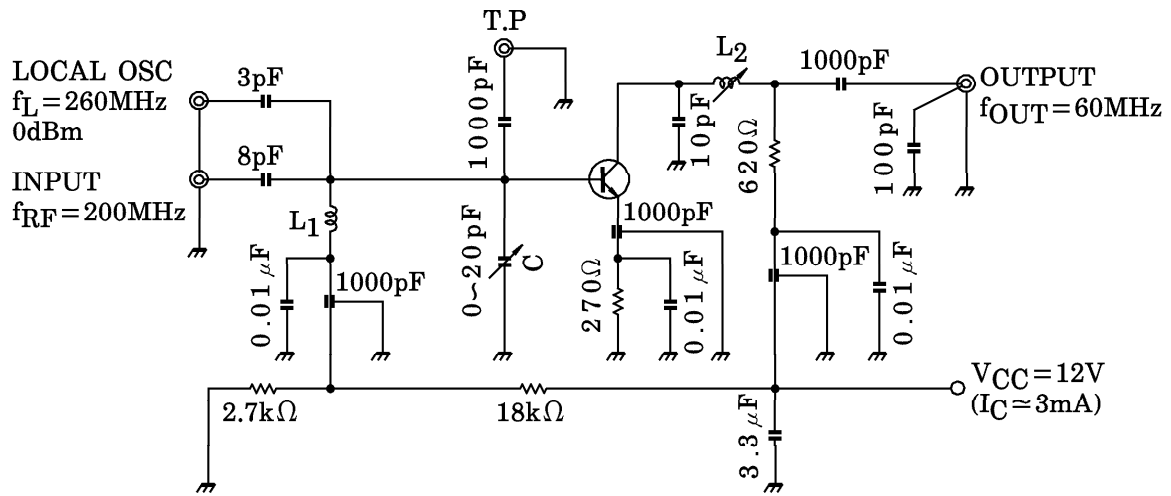 T.P
LOCAL OSC
fL=260MHz
0dBm
3pF
1000pF
L2
1000pF
OUTPUT
fOUT=60MHz
INPUT
fRF=200MHz
8pF
10pF
620Ω
100pF
L1
0.01μF
1000pF
0~20pF
C
1000pF
270Ω
0.01μF
1000pF
0.01μF
2.7kΩ
18kΩ
VCC=12V
(IC≃3mA)
3.3μF